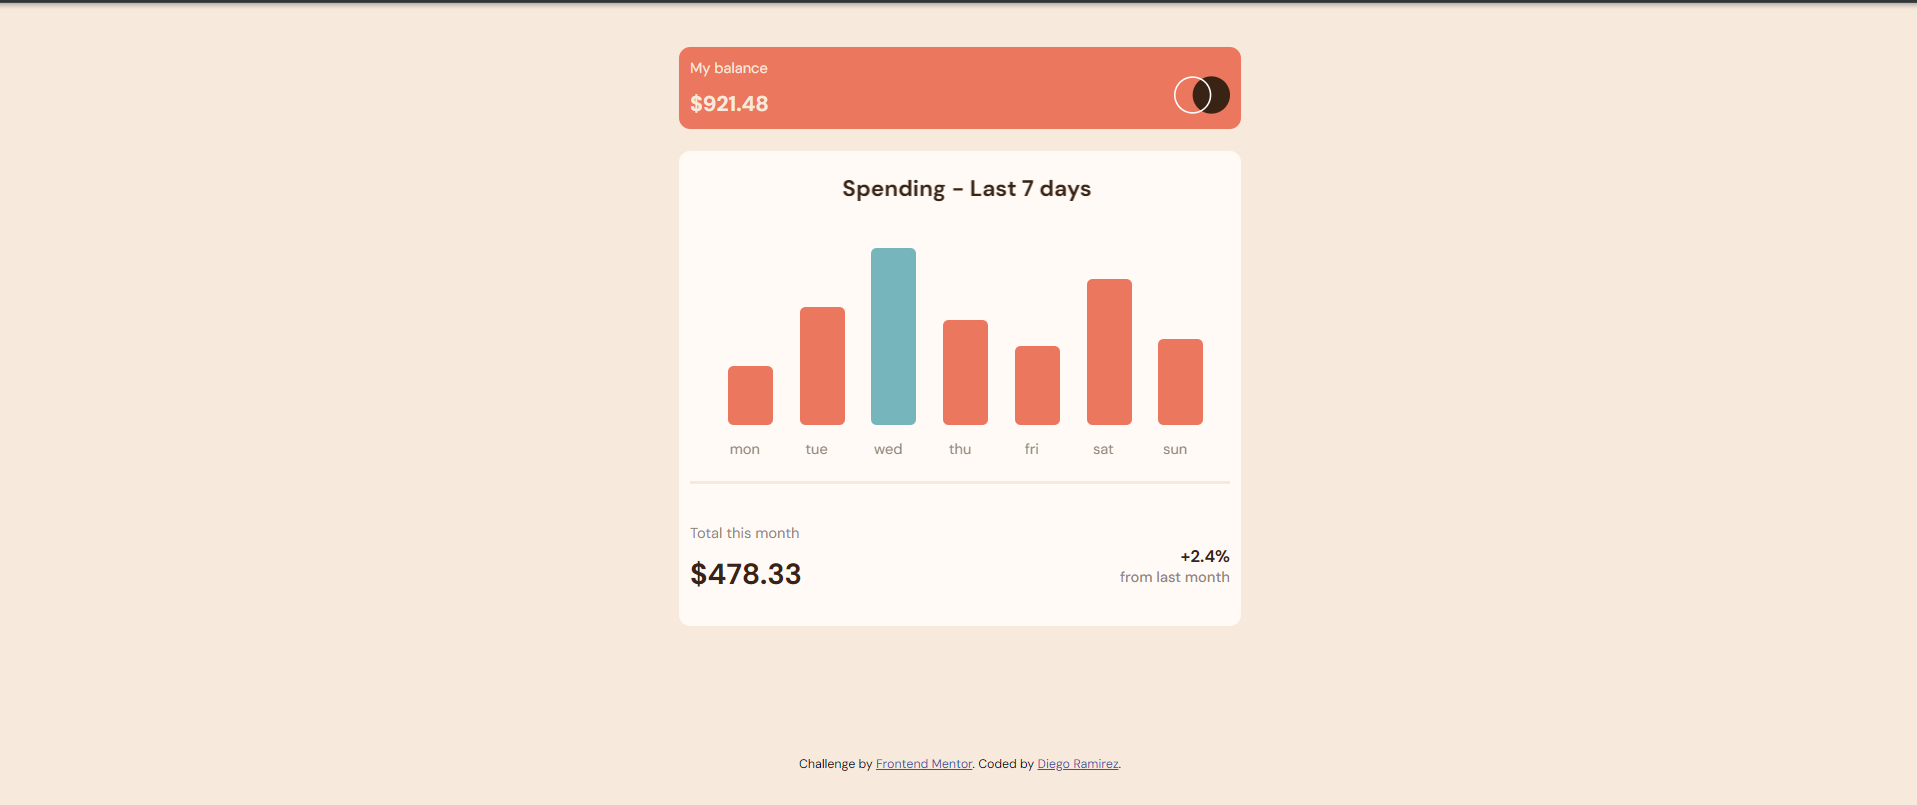 My balance
$921.48
Spending - Last 7 days
mon tue wed thu fri sat sun
Total this month
$478.33
+2.4%
from last month
Challenge by Frontend Mentor. Coded by Diego Ramirez.